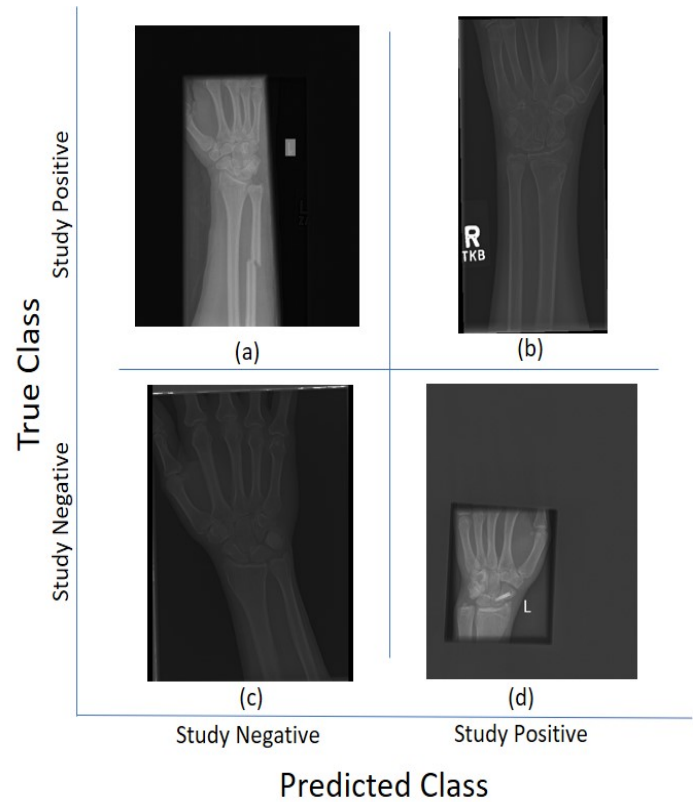 True Class
Study Positive
Study Negative
L
R
TKB
(a)
(b)
L
(c)
(d)
Study Negative
Study Positive
Predicted Class